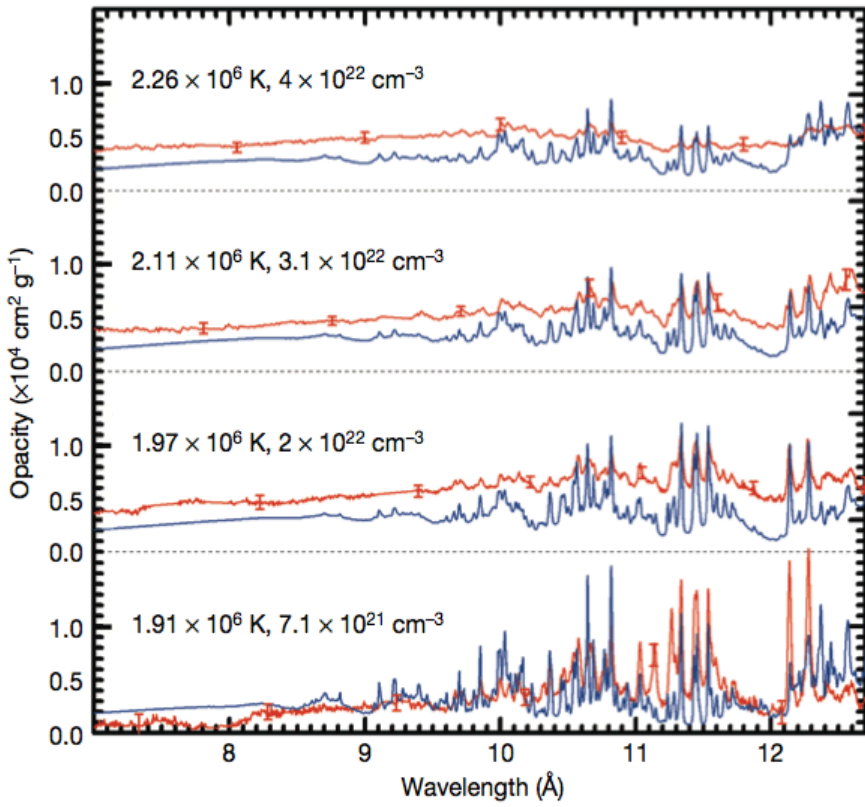 2.26 × 10⁶ K, 4 × 10²² cm⁻³
1.0
0.5
0.0
2.11 × 10⁶ K, 3.1 × 10²² cm⁻³
1.0
0.5
0.0
1.97 × 10⁶ K, 2 × 10²² cm⁻³
1.0
0.5
0.0
1.91 × 10⁶ K, 7.1 × 10²¹ cm⁻³
1.0
0.5
0.0
Opacity (×10⁴ cm² g⁻¹)
8 9 10 11 12
Wavelength (Å)